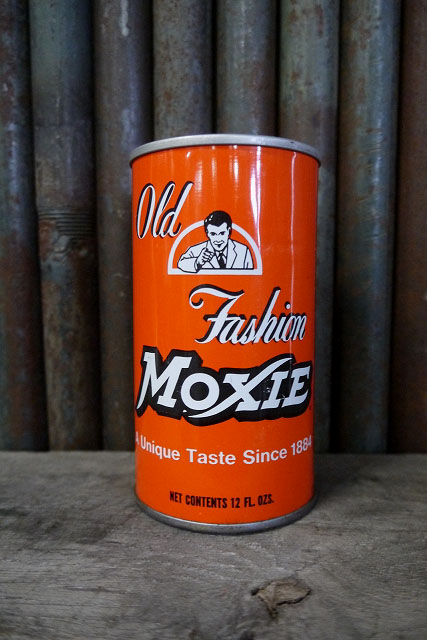 Old
Fashion
MOXIE
A Unique Taste Since 1884
NET CONTENTS 12 FL. OZS.